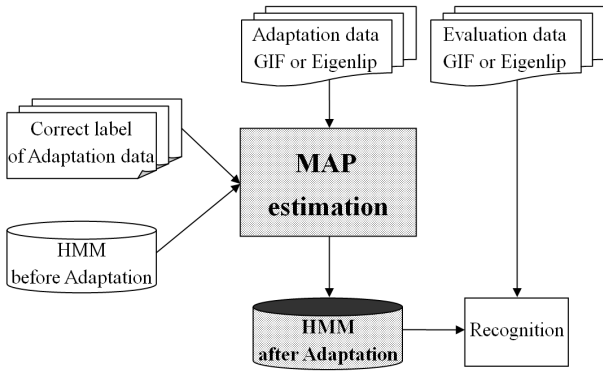 Adaptation data
GIF or Eigenlip
Evaluation data
GIF or Eigenlip
Correct label
of Adaptation data
MAP
estimation
HMM
before Adaptation
HMM
after Adaptation
Recognition